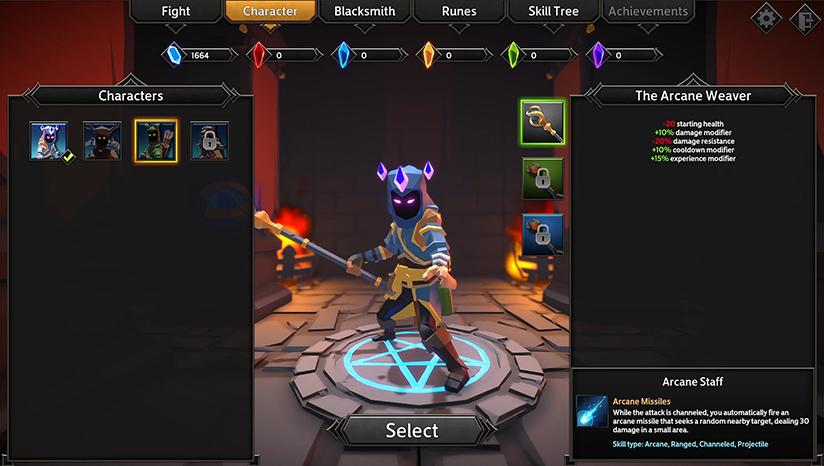 Fight
Character
Blacksmith
Runes
Skill Tree
Achievements
1664
0
0
0
0
0
Characters
The Arcane Weaver
-20 starting health
+10% damage modifier
-20% damage resistance
+10% cooldown modifier
+15% experience modifier
Arcane Staff
Arcane Missiles
While the attack is channeled, you automatically fire an
arcane missile that seeks a random nearby target, dealing 30
damage in a small area.
Skill type: Arcane, Ranged, Channeled, Projectile
Select